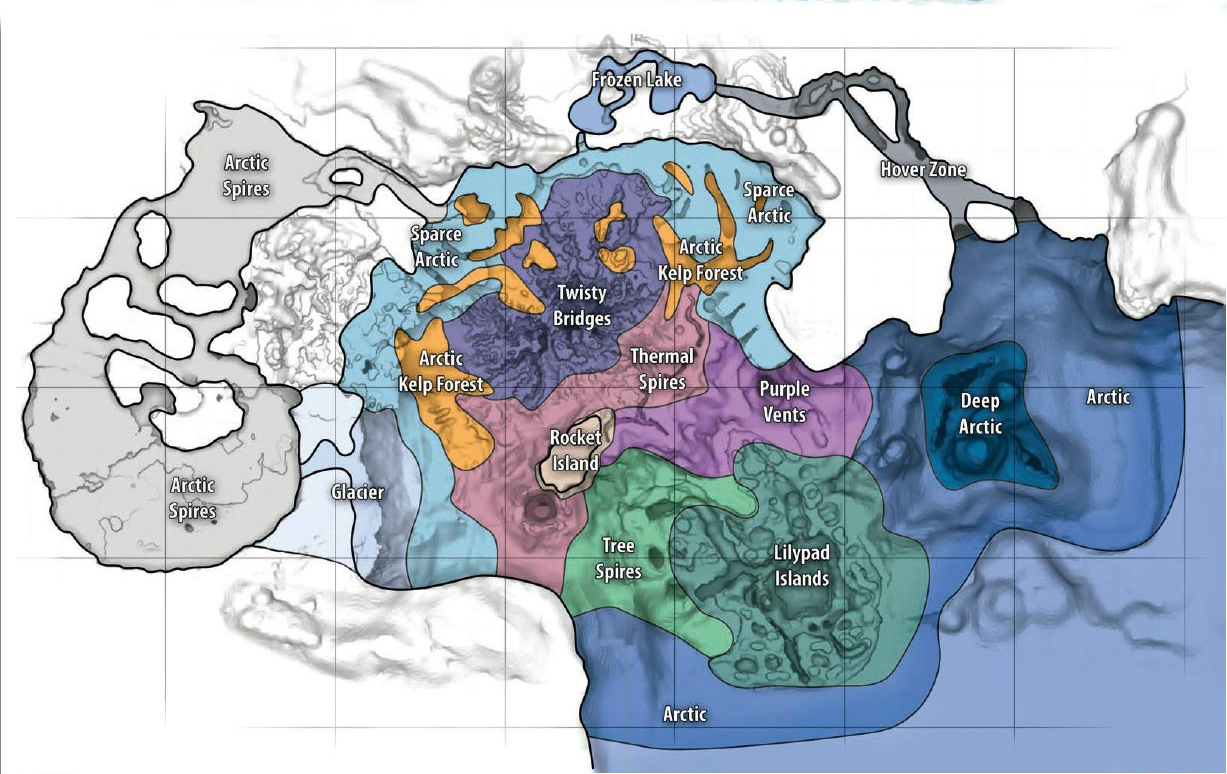 Frozen Lake
Arctic
Spires
Hover Zone
Sparce
Arctic
Sparce
Arctic
Arctic
Kelp Forest
Twisty
Bridges
Arctic
Kelp Forest
Thermal
Spires
Purple
Vents
Deep
Arctic
Arctic
Rocket
Island
Arctic
Spires
Glacier
Tree
Spires
Lilypad
Islands
Arctic